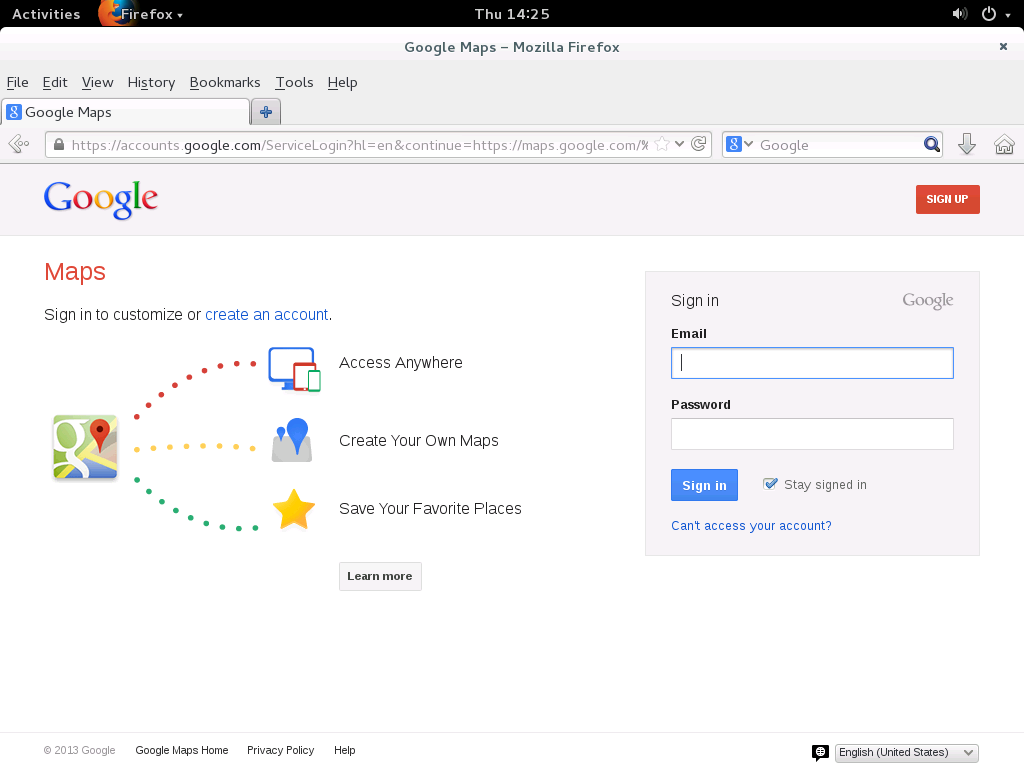 Activities Firefox Thu 14:25
Google Maps – Mozilla Firefox
File Edit View History Bookmarks Tools Help
Google Maps
https://accounts.google.com/ServiceLogin?hl=en&continue=https://maps.google.com/% Google
Google
SIGN UP
Maps
Sign in to customize or create an account.
Access Anywhere
Create Your Own Maps
Save Your Favorite Places
Learn more
Sign in Google
Email
Password
Sign in Stay signed in
Can't access your account?
© 2013 Google Google Maps Home Privacy Policy Help English (United States)